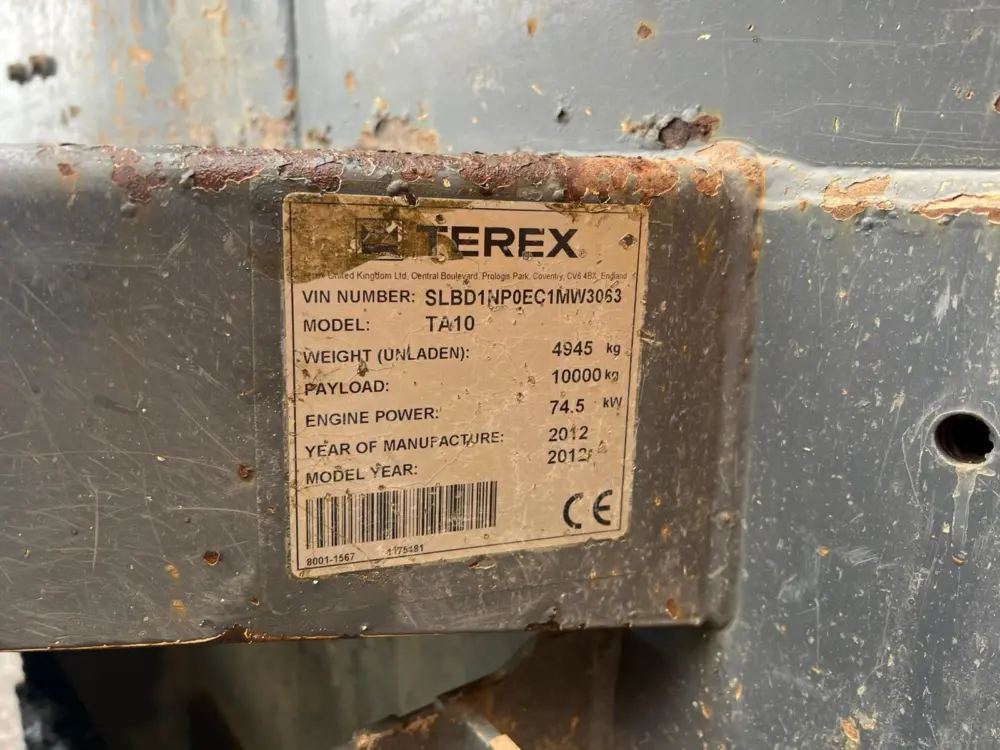 TEREX®
United Kingdom Ltd, Central Boulevard, Prologis Park, Coventry, CV6 4BX, England
VIN NUMBER: SLBD1NP0EC1MW3063
MODEL: TA10
WEIGHT (UNLADEN): 4945 kg
PAYLOAD: 10000 kg
ENGINE POWER: 74.5 kW
YEAR OF MANUFACTURE: 2012
MODEL YEAR: 2012
CE
8001-1567